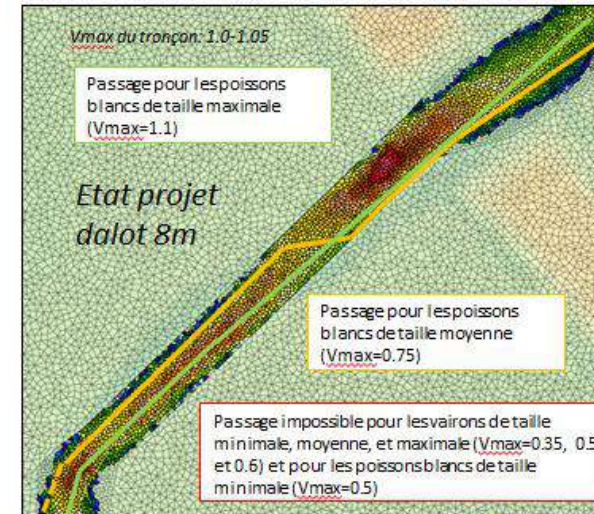 Vmax du tronçon: 1.0-1.05
Passage pour les poissons
blancs de taille maximale
(Vmax=1.1)
Etat projet
dalot 8m
Passage pour les poissons
blancs de taille moyenne
(Vmax=0.75)
Passage impossible pour les vairons de taille
minimale, moyenne, et maximale (Vmax=0.35, 0.5
et 0.6) et pour les poissons blancs de taille
minimale (Vmax=0.5)